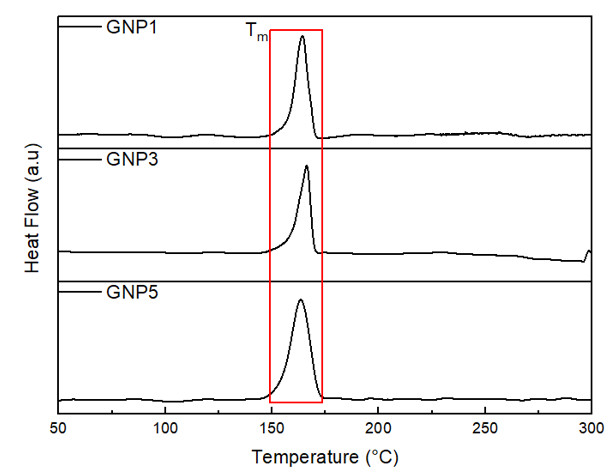 GNP1
Tm
GNP3
GNP5
Heat Flow (a.u)
50 100 150 200 250 300
Temperature (°C)